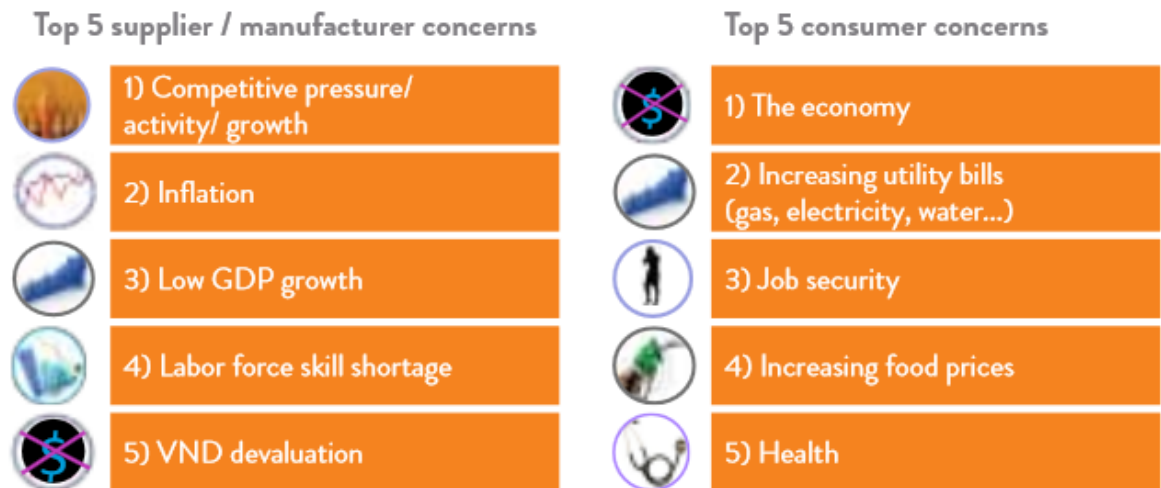 Top 5 supplier / manufacturer concerns
1) Competitive pressure/
activity/ growth
2) Inflation
3) Low GDP growth
4) Labor force skill shortage
5) VND devaluation
Top 5 consumer concerns
1) The economy
2) Increasing utility bills
(gas, electricity, water...)
3) Job security
4) Increasing food prices
5) Health